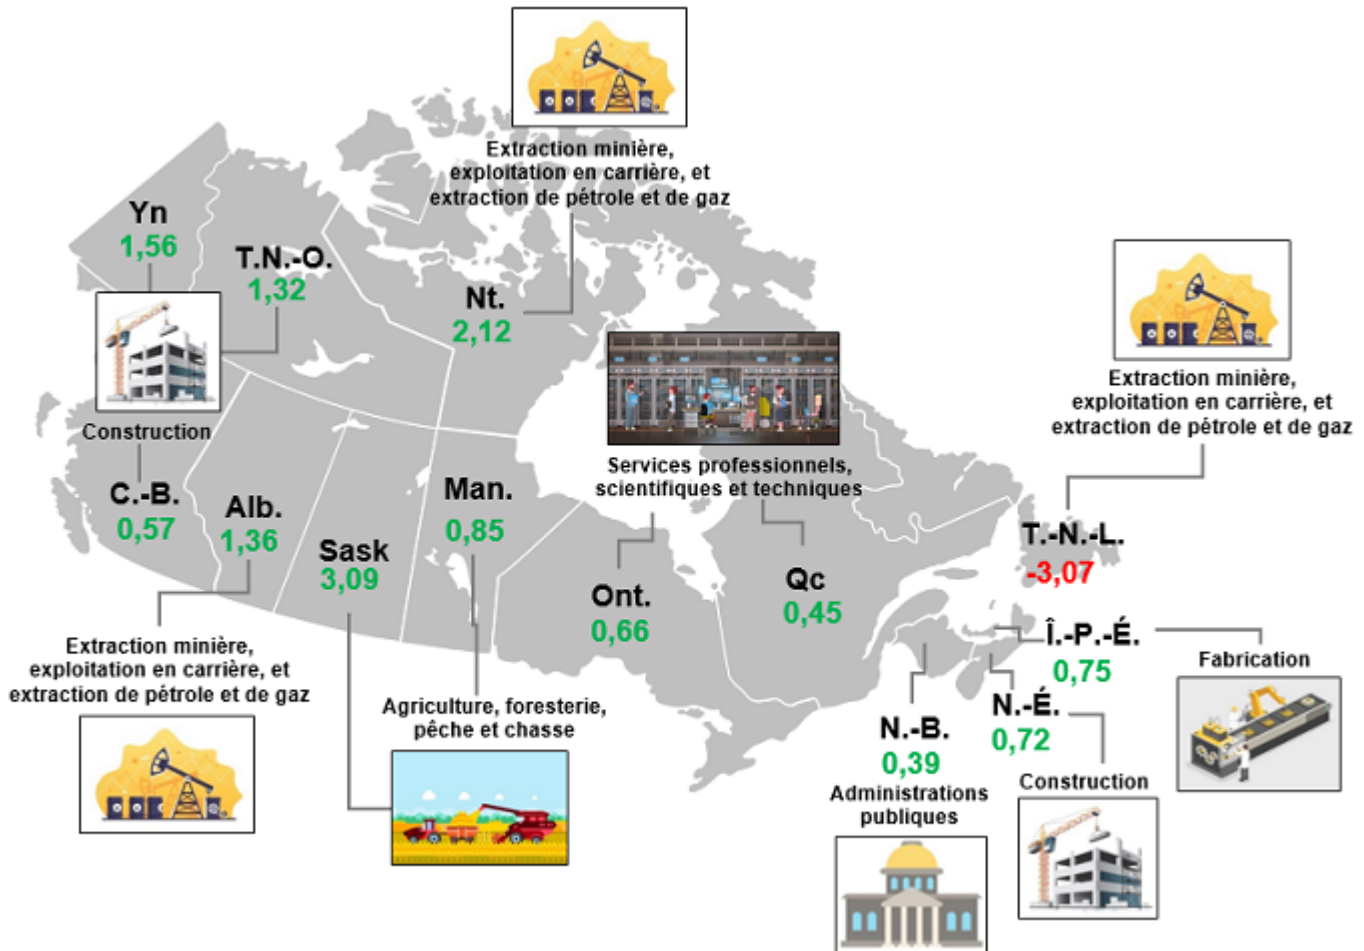 Extraction minière,
exploitation en carrière, et
extraction de pétrole et de gaz
Yn
1,56
T.N.-O.
1,32
Nt.
2,12
Construction
C.-B.
0,57
Alb.
1,36
Sask
3,09
Man.
0,85
Services professionnels,
scientifiques et techniques
Ont.
0,66
Qc
0,45
Extraction minière,
exploitation en carrière, et
extraction de pétrole et de gaz
T.-N.-L.
-3,07
Î.-P.-É.
0,75
Fabrication
N.-É.
0,72
Construction
N.-B.
0,39
Administrations
publiques
Extraction minière,
exploitation en carrière, et
extraction de pétrole et de gaz
Agriculture, foresterie,
pêche et chasse